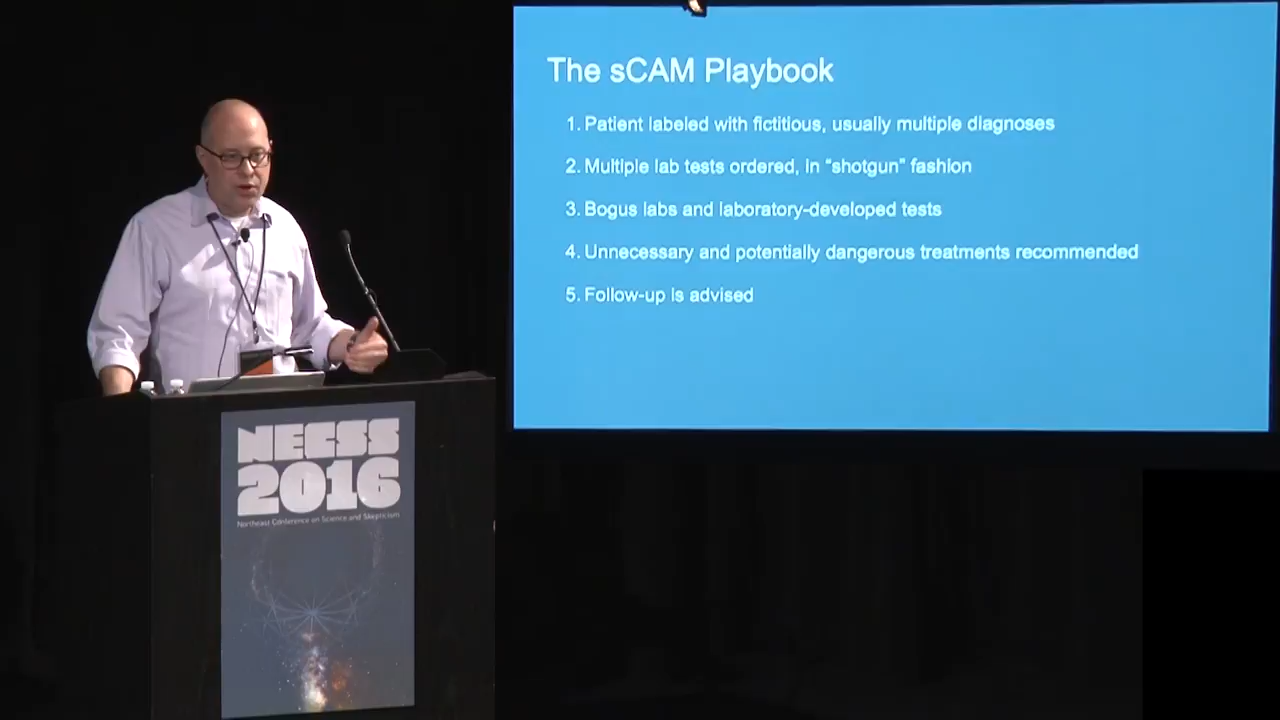 The sCAM Playbook
1. Patient labeled with fictitious, usually multiple diagnoses
2. Multiple lab tests ordered, in “shotgun” fashion
3. Bogus labs and laboratory-developed tests
4. Unnecessary and potentially dangerous treatments recommended
5. Follow-up is advised
NECSS
2016
Northeast Conference on Science and Skepticism